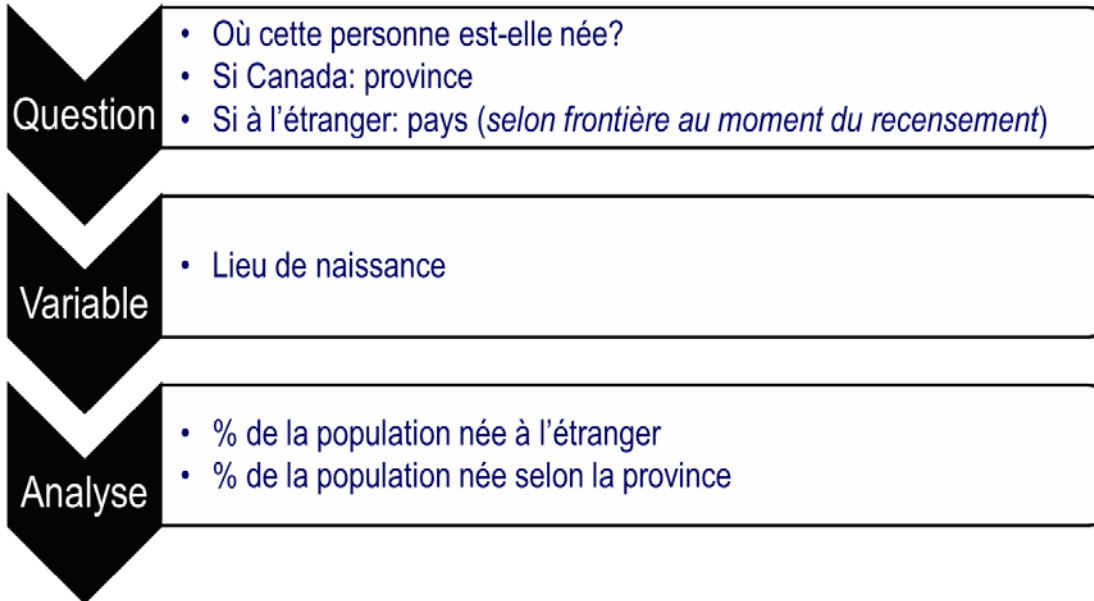 Question
• Où cette personne est-elle née?
• Si Canada: province
• Si à l’étranger: pays (selon frontière au moment du recensement)
Variable
• Lieu de naissance
Analyse
• % de la population née à l’étranger
• % de la population née selon la province